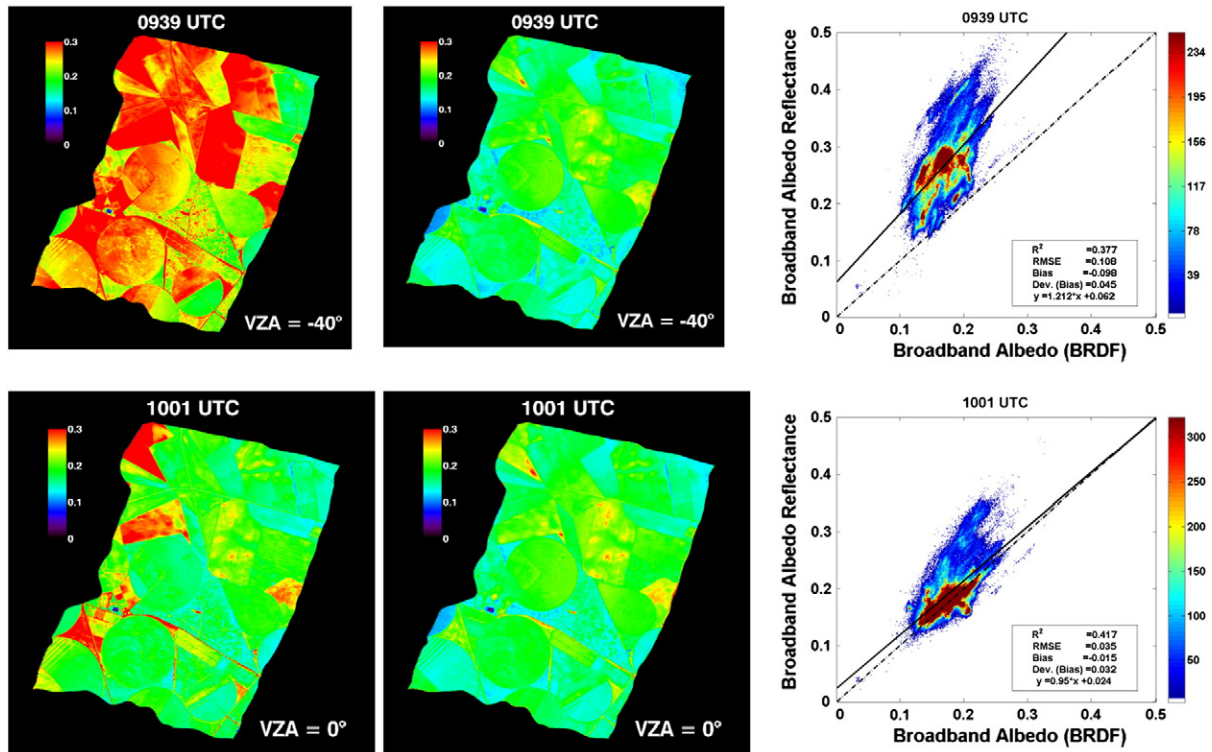 0939 UTC
0.3
0.2
0.1
0
VZA = -40°
0939 UTC
0.3
0.2
0.1
0
VZA = -40°
0939 UTC
Broadband Albedo Reflectance
0.5
0.4
0.3
0.2
0.1
0
0 0.1 0.2 0.3 0.4 0.5
Broadband Albedo (BRDF)
R² =0.377
RMSE =0.108
Bias =-0.098
Dev. (Bias) =0.045
y =1.212*x +0.062
234
195
156
117
78
39
1001 UTC
0.3
0.2
0.1
0
VZA = 0°
1001 UTC
0.3
0.2
0.1
0
VZA = 0°
1001 UTC
Broadband Albedo Reflectance
0.5
0.4
0.3
0.2
0.1
0
0 0.1 0.2 0.3 0.4 0.5
Broadband Albedo (BRDF)
R² =0.417
RMSE =0.035
Bias =-0.015
Dev. (Bias) =0.032
y =0.95*x +0.024
300
250
200
150
100
50